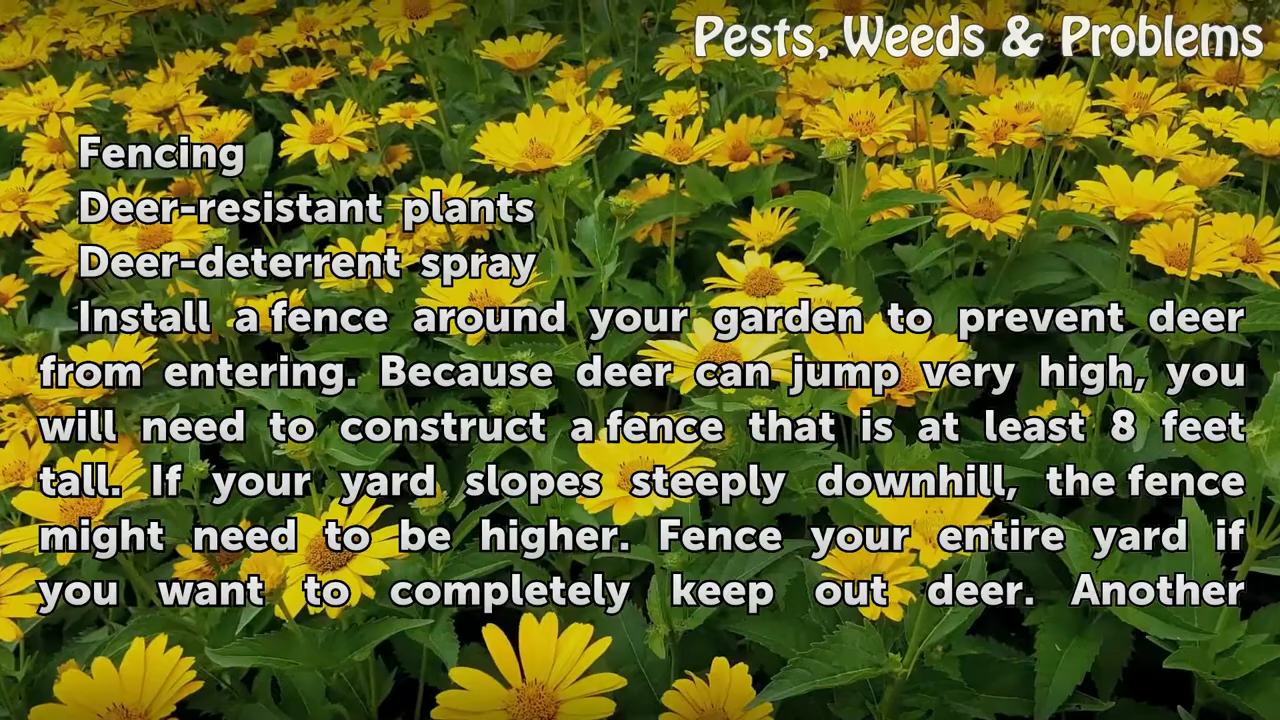 Pests, Weeds & Problems
Fencing
Deer-resistant plants
Deer-deterrent spray
Install a fence around your garden to prevent deer
from entering. Because deer can jump very high, you
will need to construct a fence that is at least 8 feet
tall. If your yard slopes steeply downhill, the fence
might need to be higher. Fence your entire yard if
you want to completely keep out deer. Another